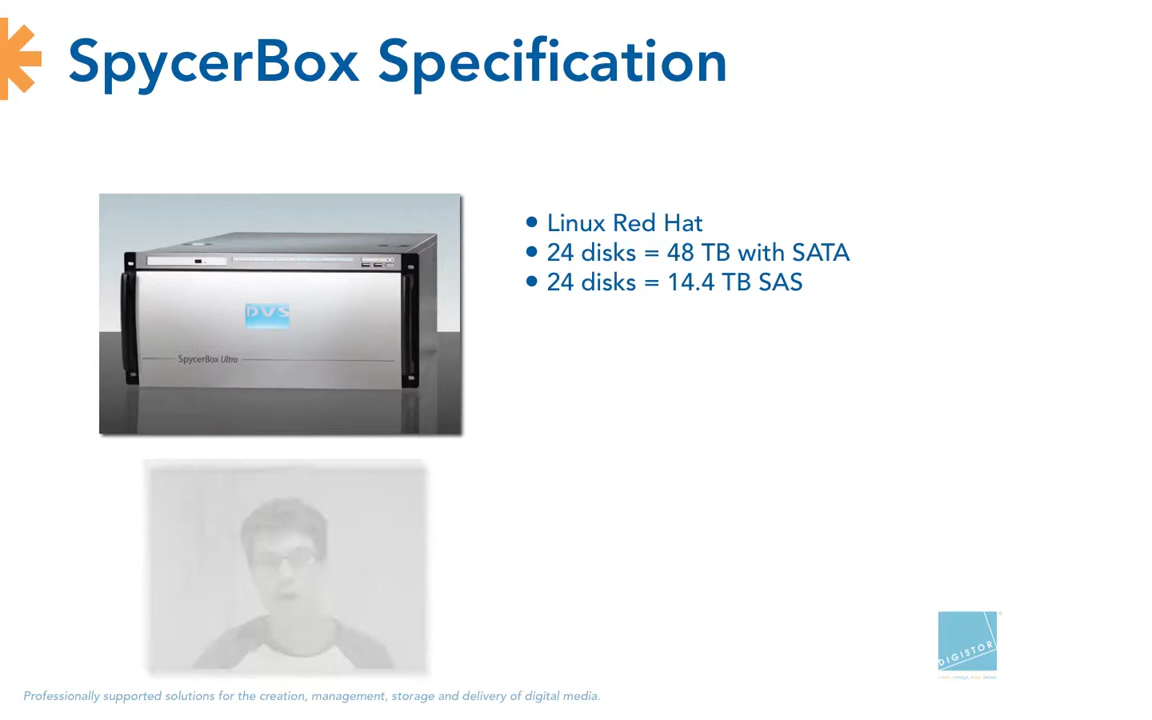 SpycerBox Specification
• Linux Red Hat
• 24 disks = 48 TB with SATA
• 24 disks = 14.4 TB SAS
DVS
SpycerBox Ultra
DIGISTOR
Professionally supported solutions for the creation, management, storage and delivery of digital media.